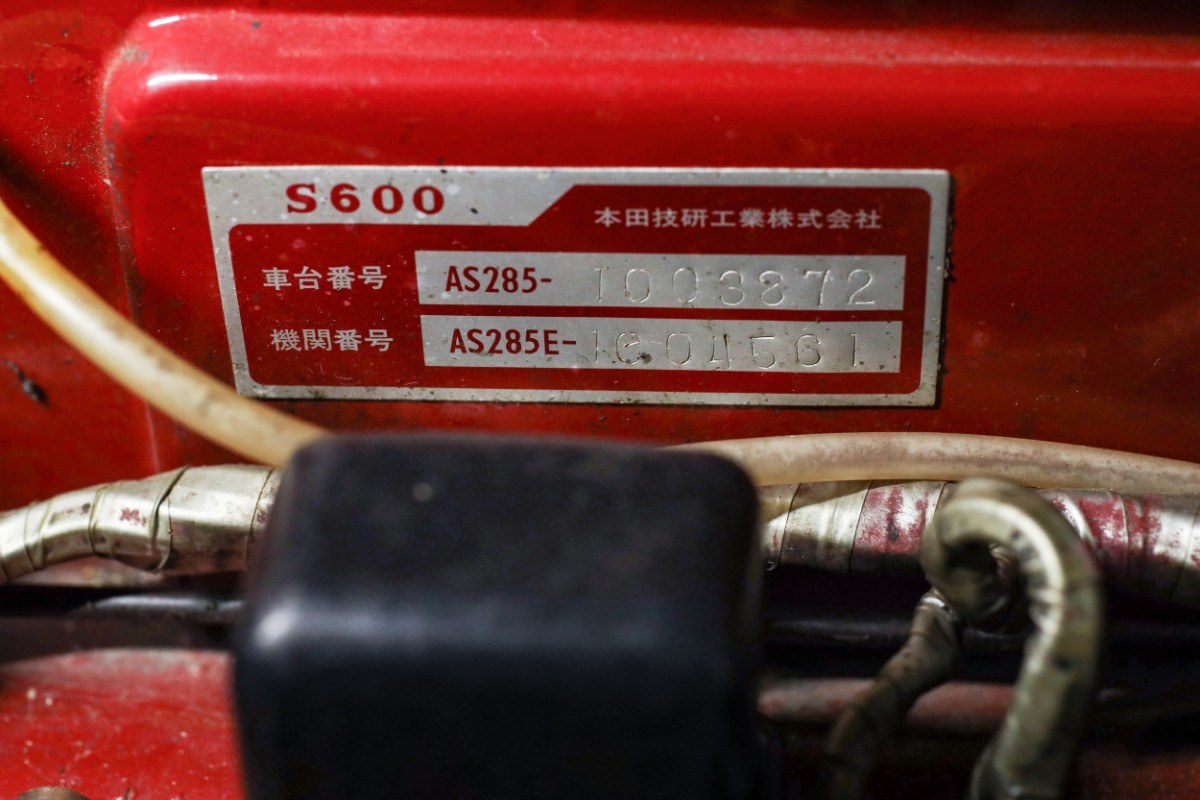 S600
本田技研工業株式会社
車台番号 AS285- 1003872
機関番号 AS285E- 1604561